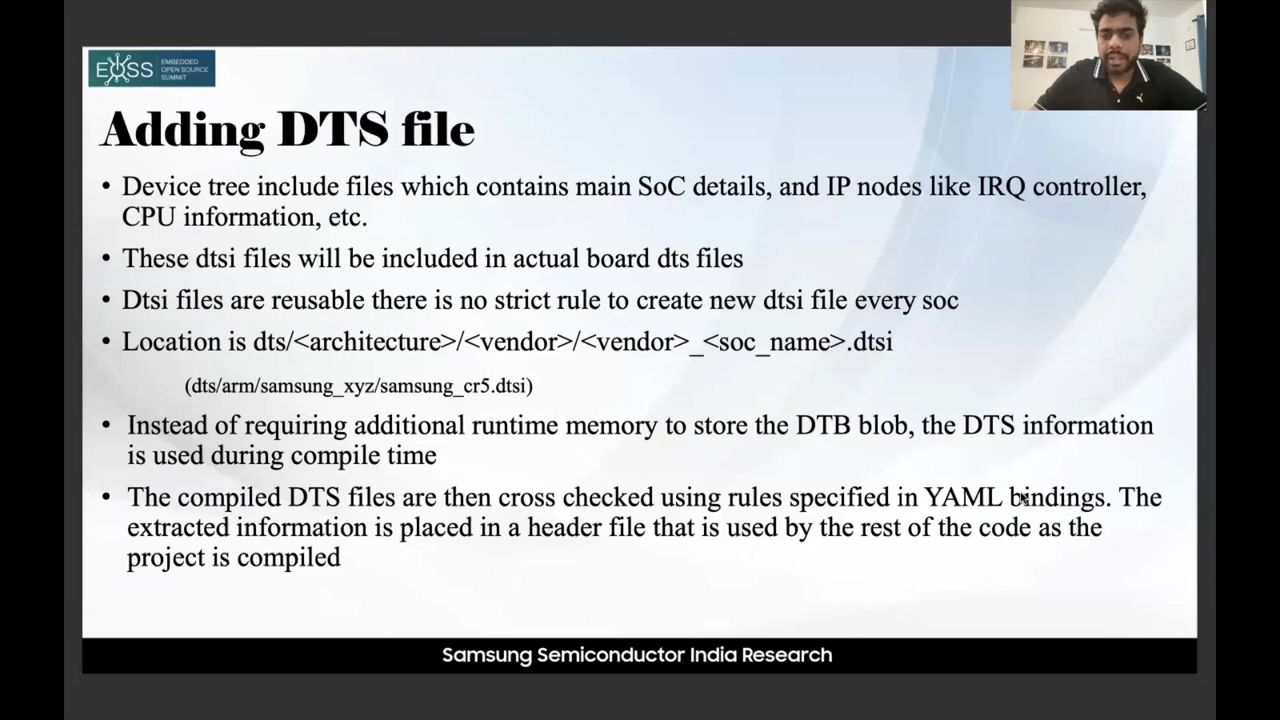 EOSS EMBEDDED
OPEN SOURCE
SUMMIT
Adding DTS file
• Device tree include files which contains main SoC details, and IP nodes like IRQ controller,
CPU information, etc.
• These dtsi files will be included in actual board dts files
• Dtsi files are reusable there is no strict rule to create new dtsi file every soc
• Location is dts/<architecture>/<vendor>/<vendor>_<soc_name>.dtsi
(dts/arm/samsung_xyz/samsung_cr5.dtsi)
• Instead of requiring additional runtime memory to store the DTB blob, the DTS information
is used during compile time
• The compiled DTS files are then cross checked using rules specified in YAML bindings. The
extracted information is placed in a header file that is used by the rest of the code as the
project is compiled
Samsung Semiconductor India Research